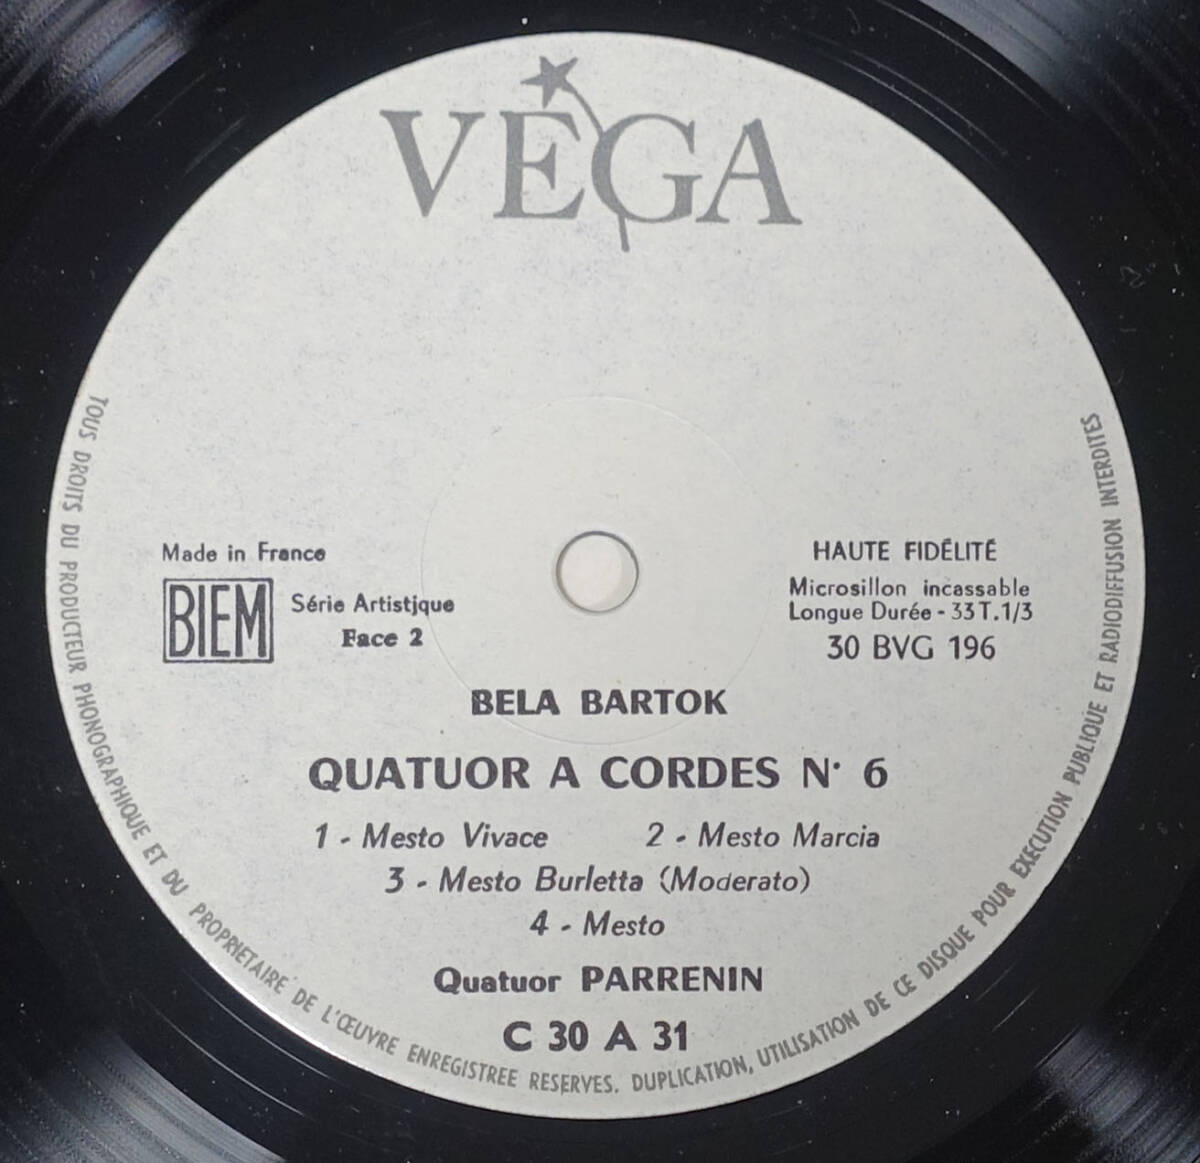 VÉGA
Made in France
BIEM
Série Artistique
Face 2
HAUTE FIDÉLITÉ
Microsillon incassable
Longue Durée - 33 T. 1/3
30 BVG 196
BELA BARTOK
QUATUOR A CORDES N• 6
1 - Mesto Vivace 2 - Mesto Marcia
3 - Mesto Burletta (Moderato)
4 - Mesto
Quatuor PARRENIN
C 30 A 31
TOUS DROITS DU PRODUCTEUR PHONOGRAPHIQUE ET DU PROPRIETAIRE DE L'ŒUVRE ENREGISTREE RESERVES. DUPLICATION, UTILISATION DE CE DISQUE POUR EXECUTION PUBLIQUE ET RADIODIFFUSION INTERDITES